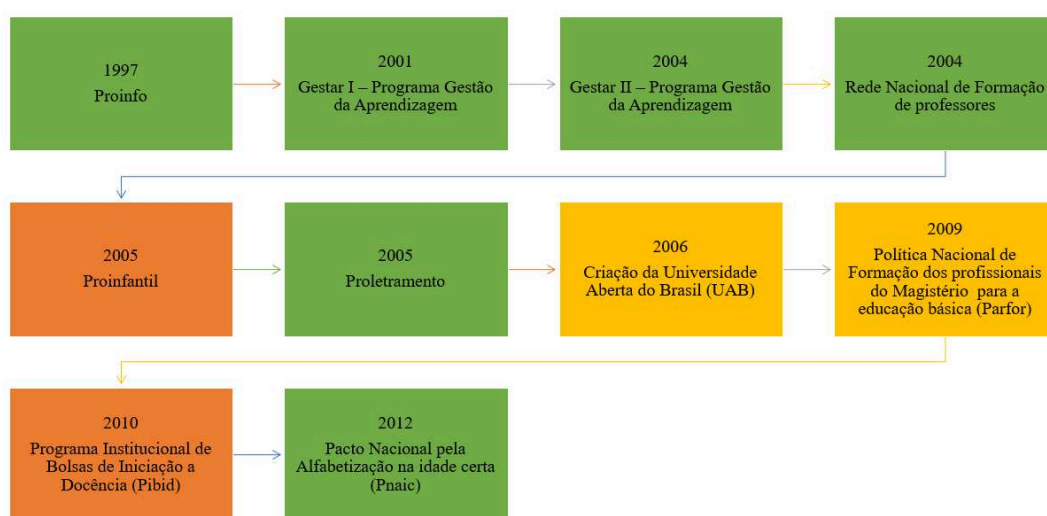 1997
Proinfo
2001
Gestar I – Programa Gestão
da Aprendizagem
2004
Gestar II – Programa Gestão
da Aprendizagem
2004
Rede Nacional de Formação
de professores
2005
Proinfantil
2005
Proletramento
2006
Criação da Universidade
Aberta do Brasil (UAB)
2009
Política Nacional de
Formação dos profissionais
do Magistério para a
educação básica (Parfor)
2010
Programa Institucional de
Bolsas de Iniciação a
Docência (Pibid)
2012
Pacto Nacional pela
Alfabetização na idade certa
(Pnaic)